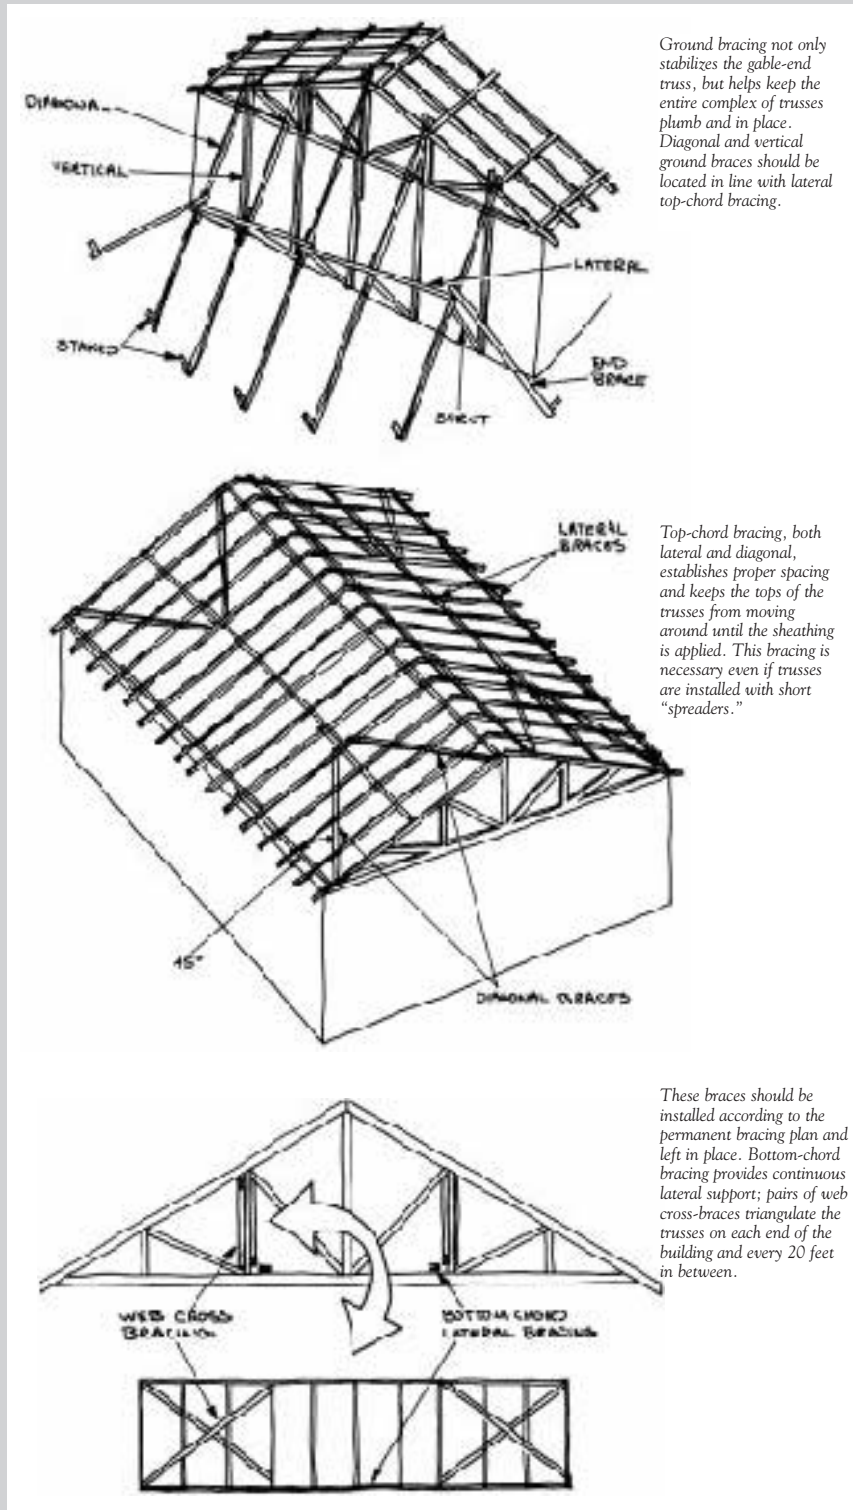 Ground bracing not only
stabilizes the gable-end
truss, but helps keep the
entire complex of trusses
plumb and in place.
Diagonal and vertical
ground braces should be
located in line with lateral
top-chord bracing.
DIAGONA
VERTICAL
LATERAL
STAKED
END
BRACE
STRUT
LATERAL
BRACES
Top-chord bracing, both
lateral and diagonal,
establishes proper spacing
and keeps the tops of the
trusses from moving
around until the sheathing
is applied. This bracing is
necessary even if trusses
are installed with short
“spreaders.”
45°
DIAGONAL BRACES
These braces should be
installed according to the
permanent bracing plan and
left in place. Bottom-chord
bracing provides continuous
lateral support; pairs of web
cross-braces triangulate the
trusses on each end of the
building and every 20 feet
in between.
WEB CROSS
BRACING
BOTTOM CHORD
LATERAL BRACING